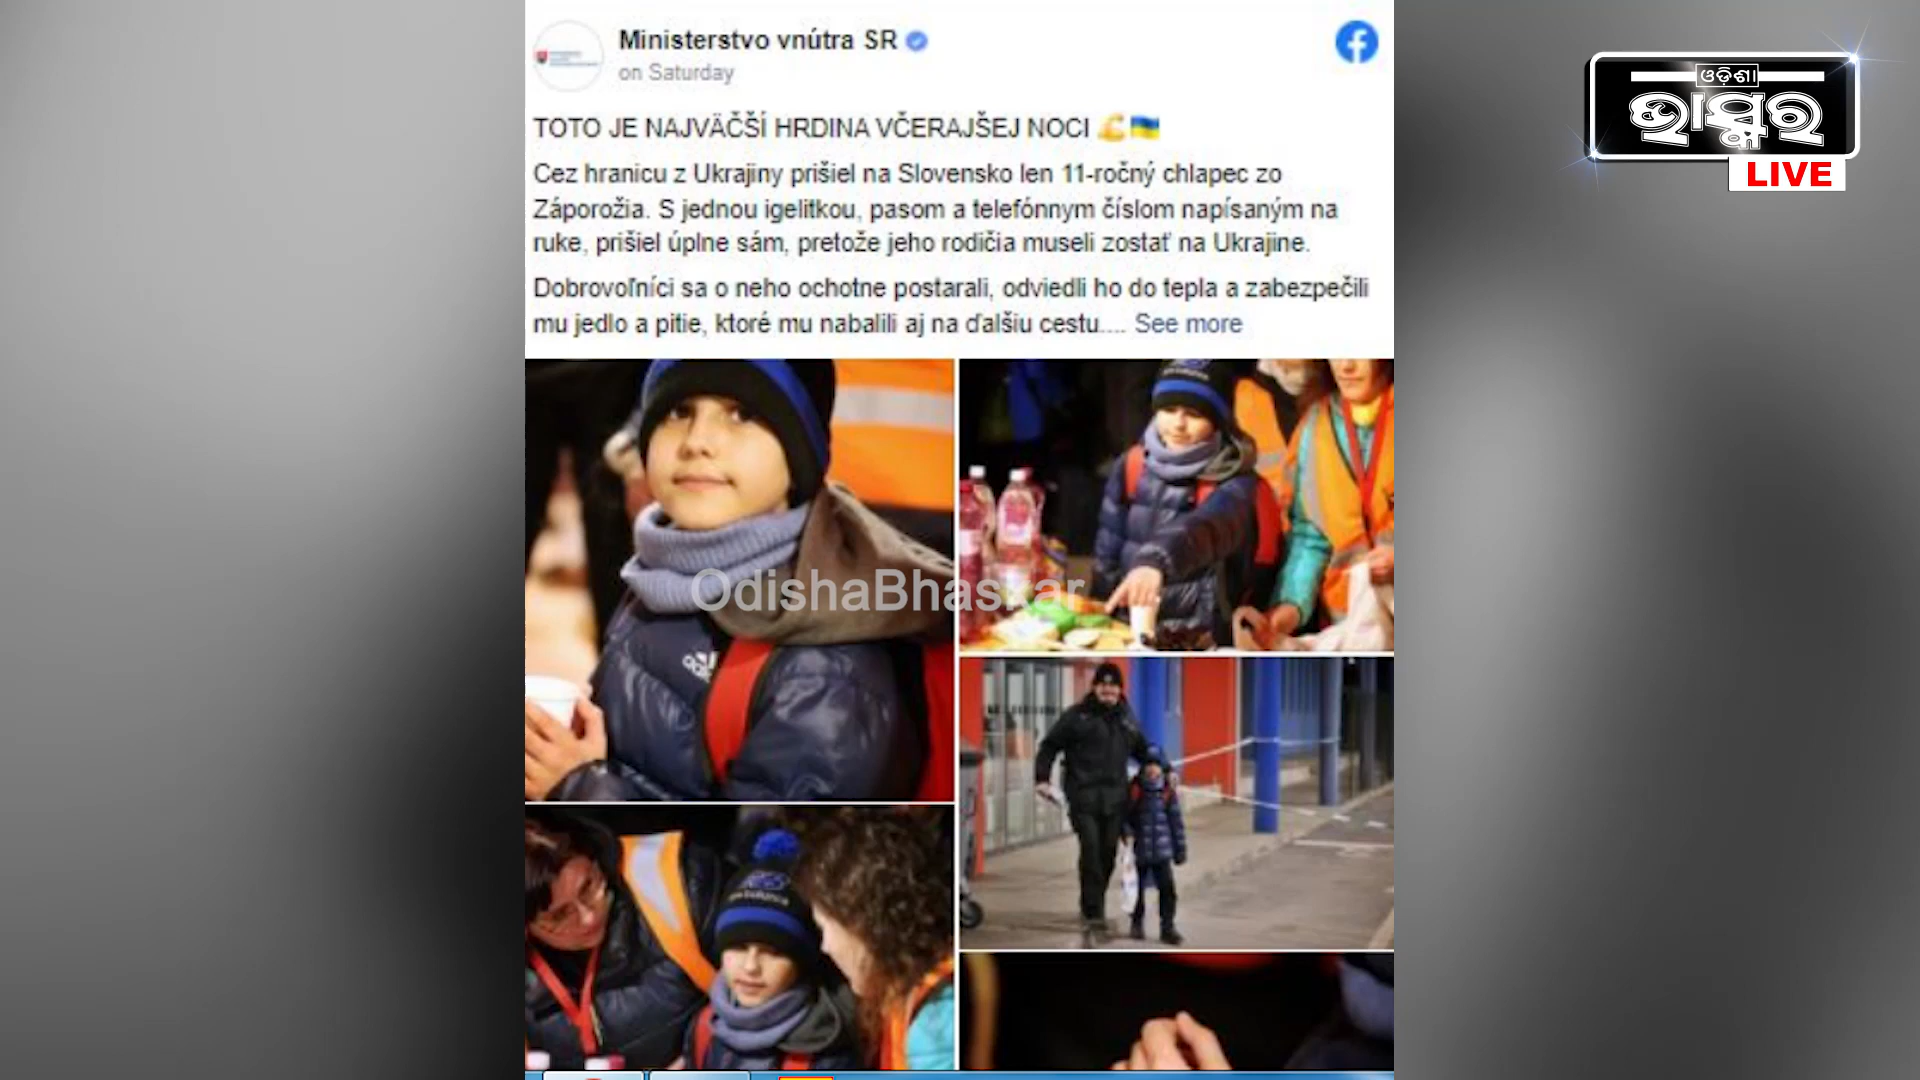 Ministerstvo vnútra SR
on Saturday
TOTO JE NAJVÄČŠÍ HRDINA VČERAJŠEJ NOCI 💪🇺🇦
Cez hranicu z Ukrajiny prišiel na Slovensko len 11-ročný chlapec zo
Záporožia. S jednou igelitkou, pasom a telefónnym číslom napísaným na
ruke, prišiel úplne sám, pretože jeho rodičia museli zostať na Ukrajine.
Dobrovoľníci sa o neho ochotne postarali, odviedli ho do tepla a zabezpečili
mu jedlo a pitie, ktoré mu nabalili aj na ďalšiu cestu.... See more
ଓଡ଼ିଶା
ଭାସ୍କର
LIVE
OdishaBhaskar
adidas